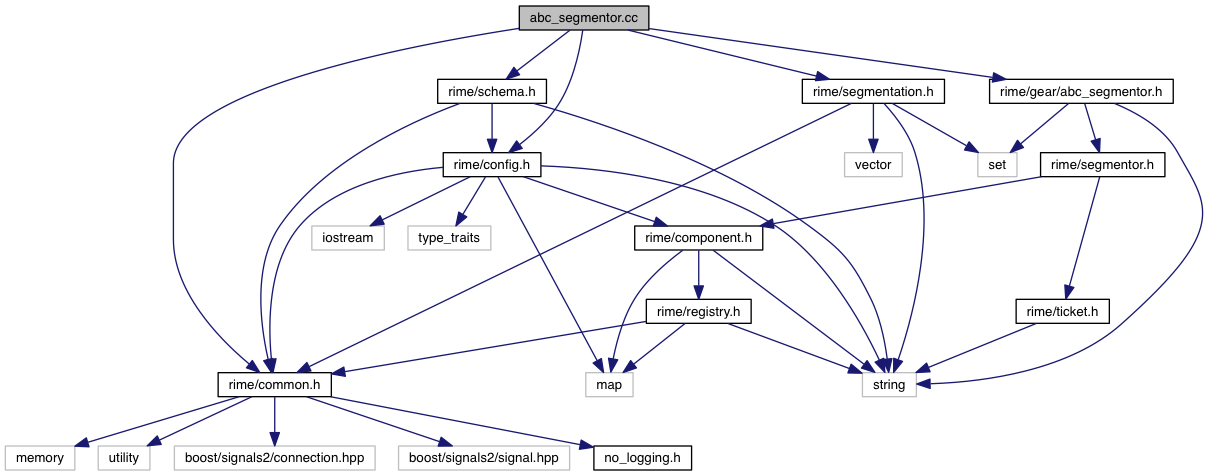 abc_segmentor.cc
rime/schema.h
rime/segmentation.h
rime/gear/abc_segmentor.h
rime/config.h
vector
set
rime/segmentor.h
iostream
type_traits
rime/component.h
rime/registry.h
rime/ticket.h
rime/common.h
map
string
memory
utility
boost/signals2/connection.hpp
boost/signals2/signal.hpp
no_logging.h